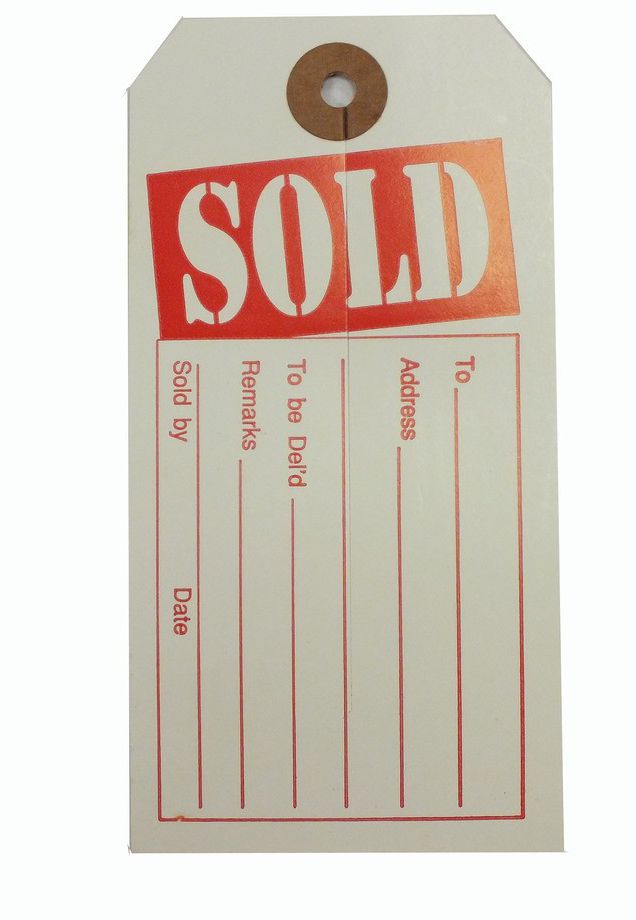 SOLD
To
Address
To be Del'd
Remarks
Sold by Date